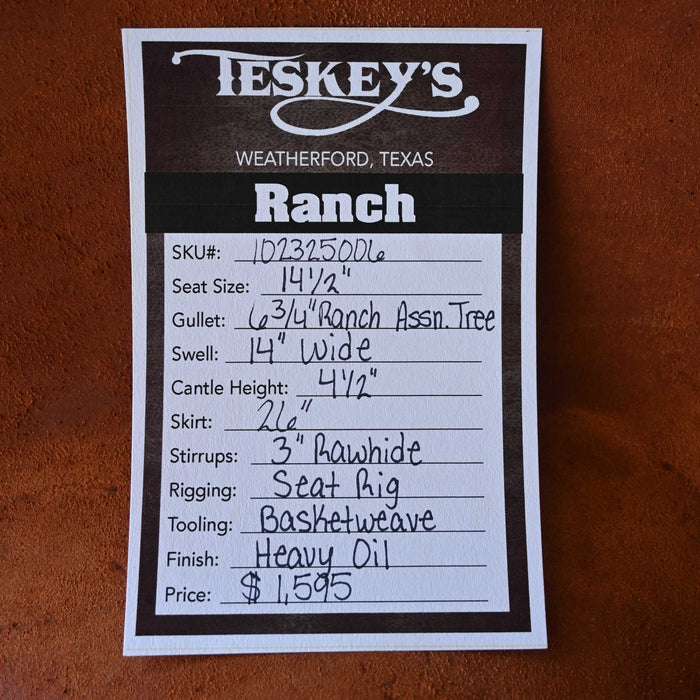 TESKEY'S
WEATHERFORD, TEXAS
Ranch
SKU#: 102325006
Seat Size: 14 1/2"
Gullet: 6 3/4" Ranch Assn. Tree
Swell: 14" Wide
Cantle Height: 4 1/2"
Skirt: 26"
Stirrups: 3" Rawhide
Rigging: Seat Rig
Tooling: Basketweave
Finish: Heavy Oil
Price: $1,595